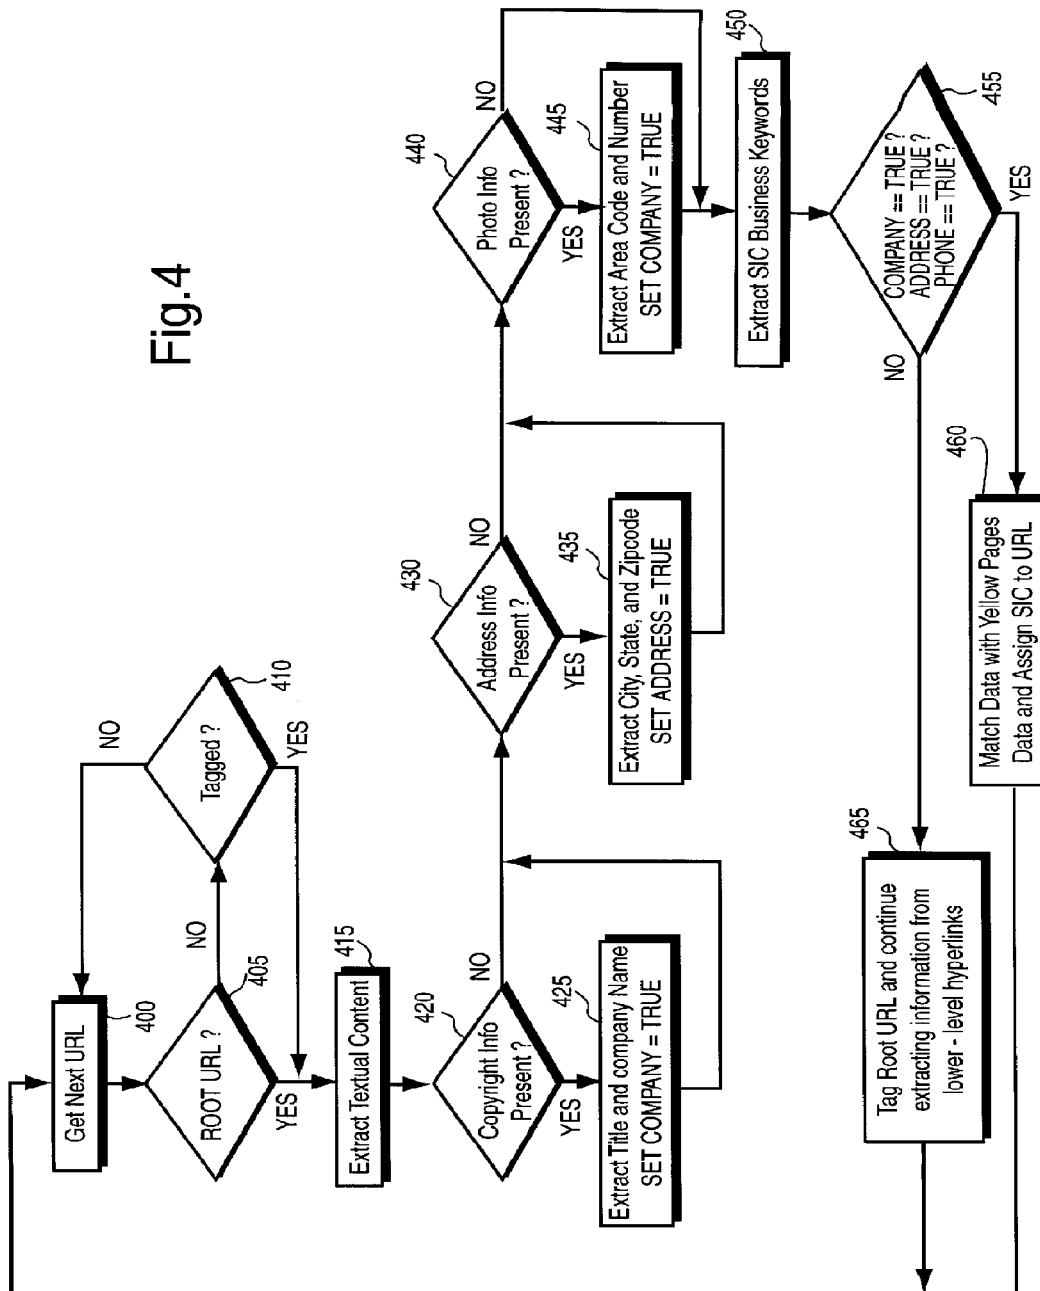 Fig.4
Get Next URL
400
ROOT URL ?
405
NO
YES
Tagged ?
410
NO
YES
Extract Textual Content
415
Copyright Info
Present ?
420
NO
YES
Extract Title and company Name
SET COMPANY = TRUE
425
Address Info
Present ?
430
NO
YES
Extract City, State, and Zipcode
SET ADDRESS = TRUE
435
Photo Info
Present ?
440
NO
YES
Extract Area Code and Number
SET COMPANY = TRUE
445
Extract SIC Business Keywords
450
COMPANY == TRUE ?
ADDRESS == TRUE ?
PHONE == TRUE ?
455
NO
YES
Match Data with Yellow Pages
Data and Assign SIC to URL
460
Tag Root URL and continue
extracting information from
lower - level hyperlinks
465